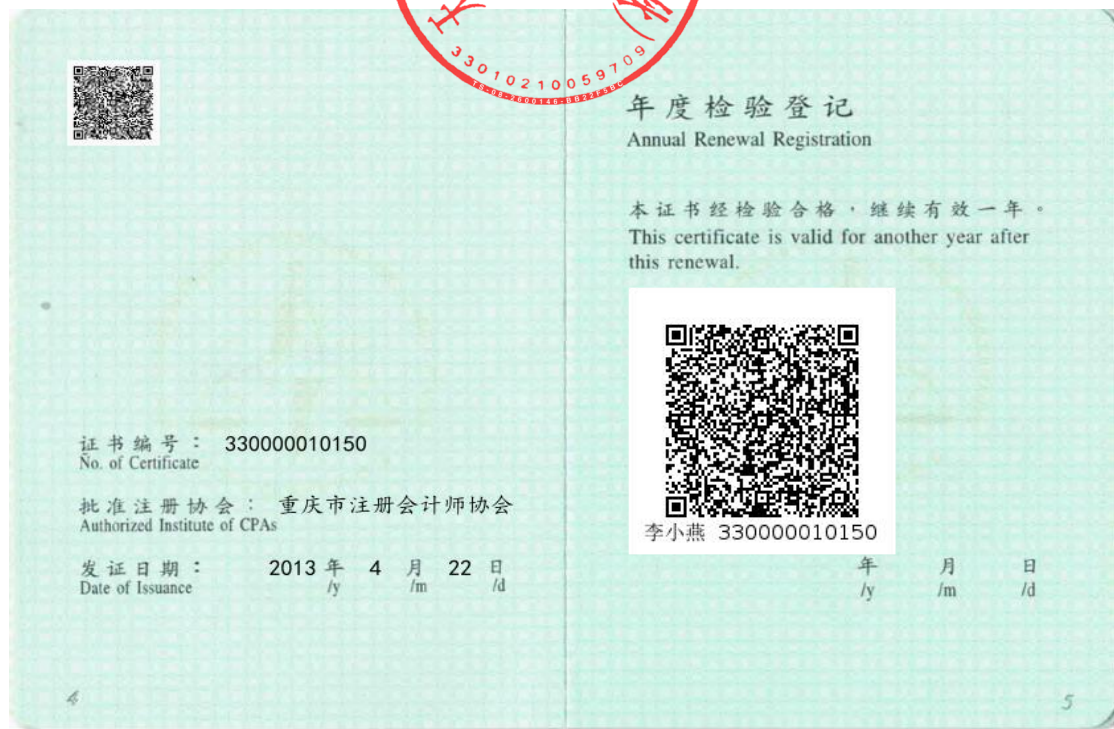 3301021005970​9
年度检验登记
Annual Renewal Registration
本证书经检验合格，继续有效一年。
This certificate is valid for another year after
this renewal.
李小燕 330000010150
年 月 日
/y /m /d
证书编号： 330000010150
No. of Certificate
批准注册协会： 重庆市注册会计师协会
Authorized Institute of CPAs
发证日期： 2013 年 4 月 22 日
Date of Issuance /y /m /d
4
5